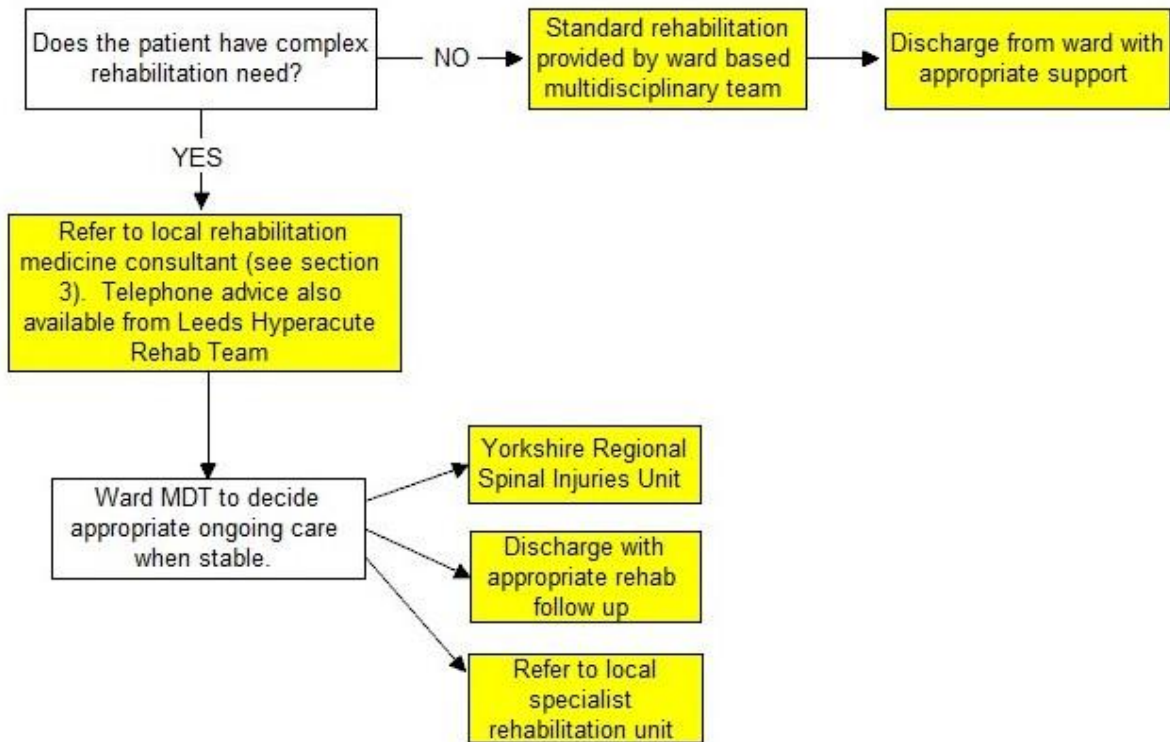 Does the patient have complex
rehabilitation need?
NO
Standard rehabilitation
provided by ward based
multidisciplinary team
Discharge from ward with
appropriate support
YES
Refer to local rehabilitation
medicine consultant (see section
3).  Telephone advice also
available from Leeds Hyperacute
Rehab Team
Ward MDT to decide
appropriate ongoing care
when stable.
Yorkshire Regional
Spinal Injuries Unit
Discharge with
appropriate rehab
follow up
Refer to local
specialist
rehabilitation unit